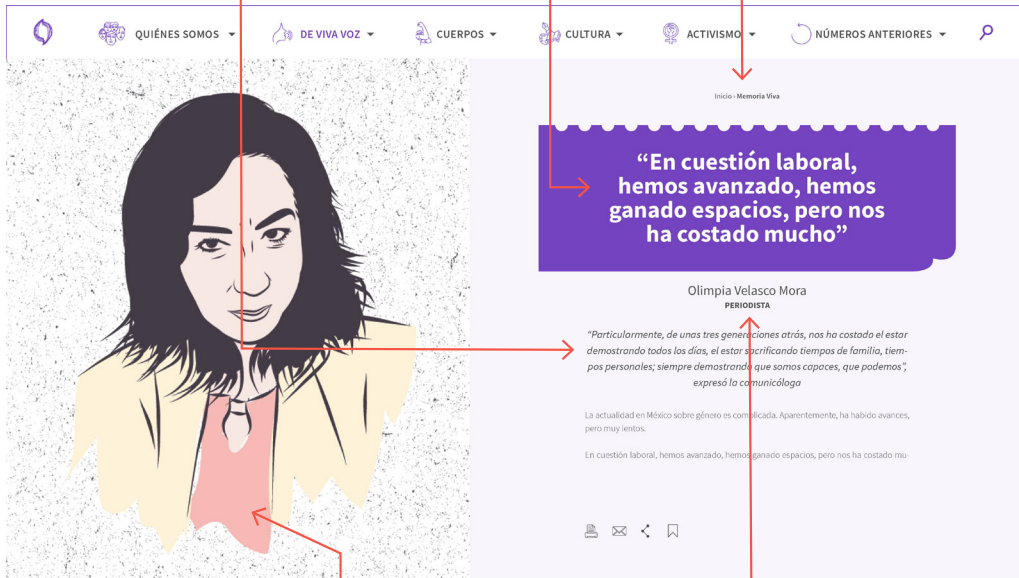 QUIÉNES SOMOS DE VIVA VOZ CUERPOS CULTURA ACTIVISMO NÚMEROS ANTERIORES
Inicio › Memoria Viva
“En cuestión laboral,
hemos avanzado, hemos
ganado espacios, pero nos
ha costado mucho”
Olimpia Velasco Mora
PERIODISTA
“Particularmente, de unas tres generaciones atrás, nos ha costado el estar
demostrando todos los días, el estar sacrificando tiempos de familia, tiem-
pos personales; siempre demostrando que somos capaces, que podemos”,
expresó la comunicóloga
La actualidad en México sobre género es complicada. Aparentemente, ha habido avances,
pero muy lentos.
En cuestión laboral, hemos avanzado, hemos ganado espacios, pero nos ha costado mu-